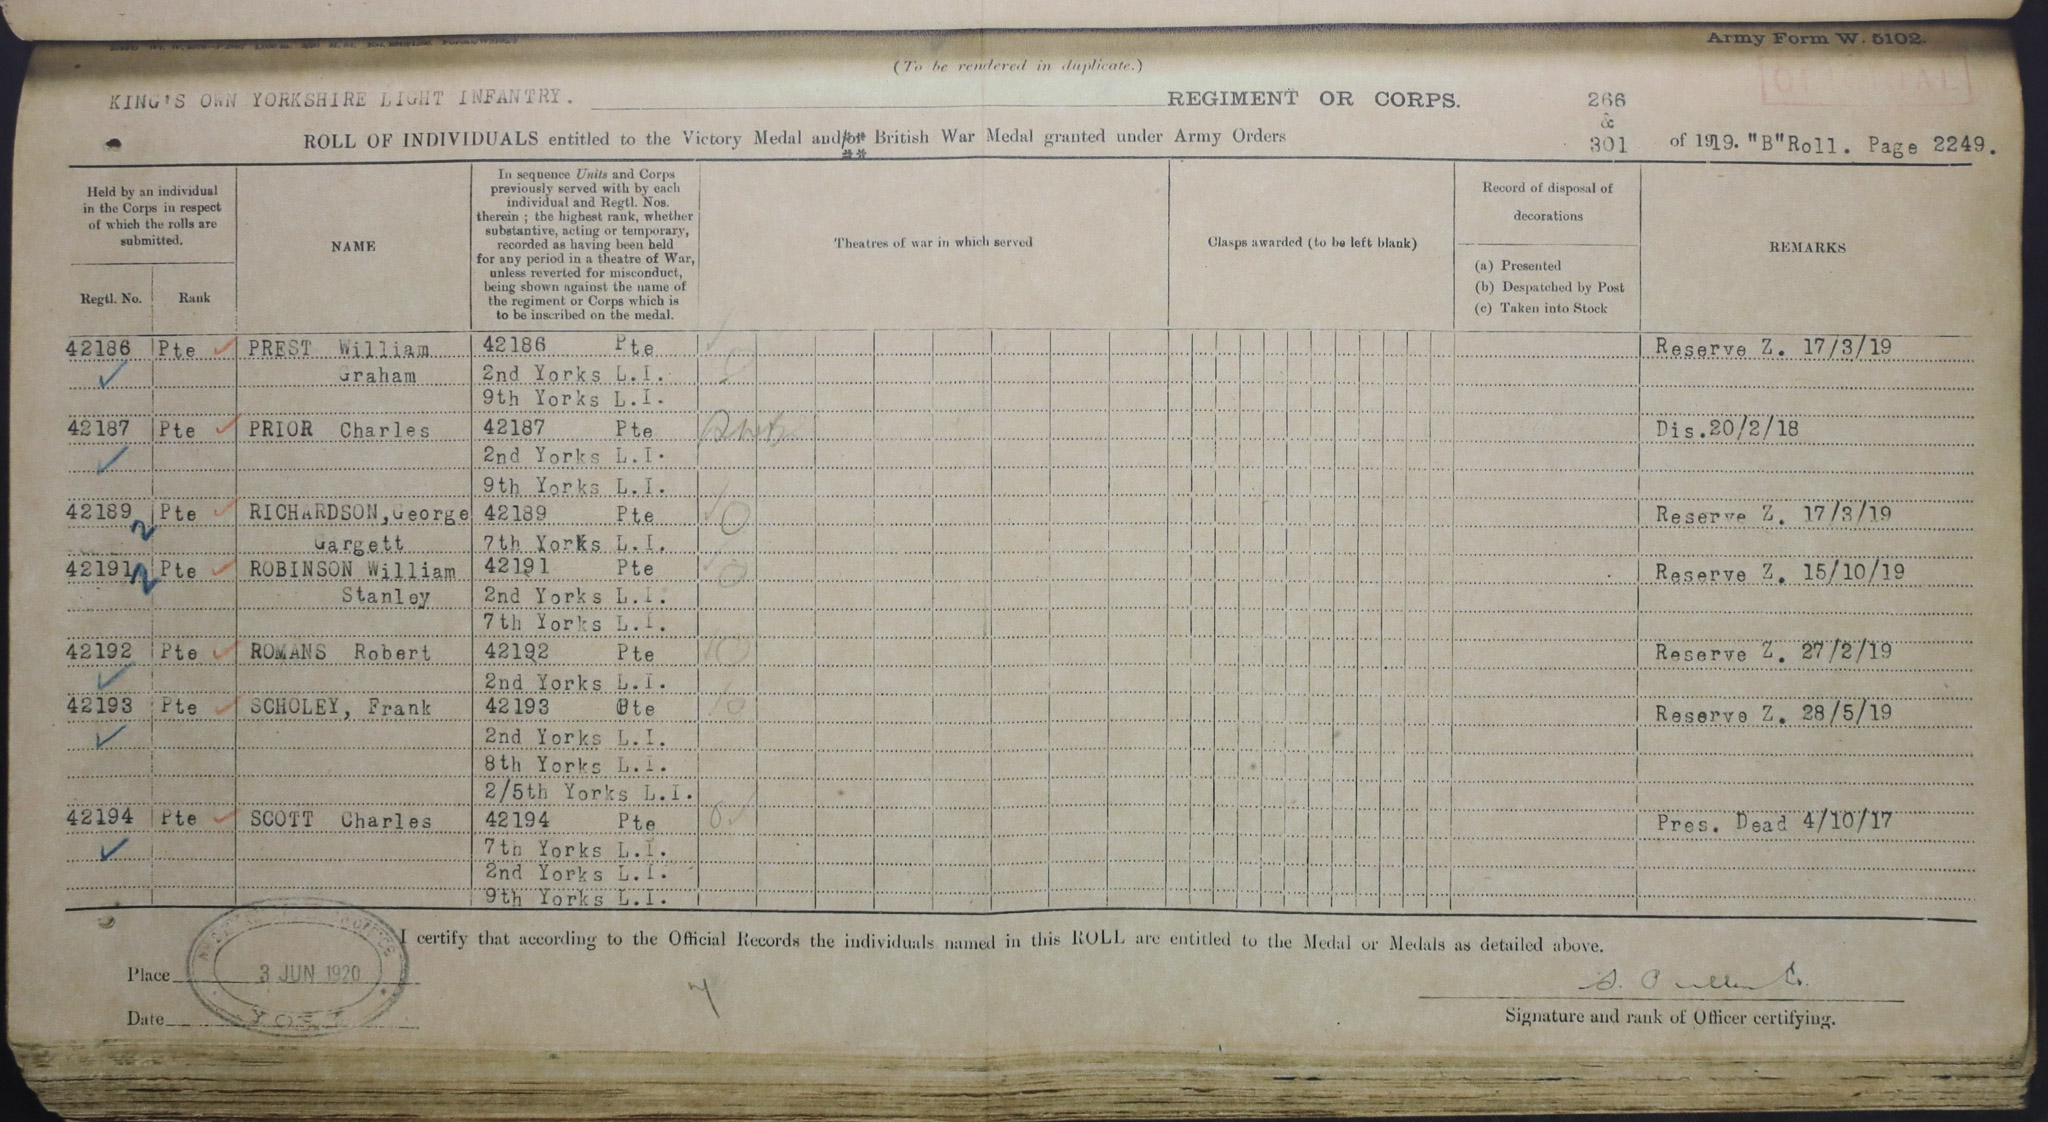 Army Form W. 5102.
(To be rendered in duplicate.)
KING'S OWN YORKSHIRE LIGHT INFANTRY. REGIMENT OR CORPS. 266
&
ROLL OF INDIVIDUALS entitled to the Victory Medal and/or British War Medal granted under Army Orders 301 of 1919. "B"Roll. Page 2249.
Held by an individual
in the Corps in respect
of which the rolls are
submitted.
Regtl. No. Rank
NAME
In sequence Units and Corps
previously served with by each
individual and Regtl. Nos.
therein ; the highest rank, whether
substantive, acting or temporary,
recorded as having been held
for any period in a theatre of War,
unless reverted for misconduct,
being shown against the name of
the regiment or Corps which is
to be inscribed on the medal.
Theatres of war in which served
Clasps awarded (to be left blank)
Record of disposal of
decorations
(a) Presented
(b) Despatched by Post
(c) Taken into Stock
REMARKS
42186 Pte PREST William 42186 Pte Reserve Z. 17/3/19
Graham 2nd Yorks L.I.
9th Yorks L.I.
42187 Pte PRIOR Charles 42187 Pte Dis.20/2/18
2nd Yorks L.I.
9th Yorks L.I.
42189 Pte RICHARDSON,George 42189 Pte Reserve Z. 17/3/19
2 Gargett 7th Yorks L.I.
42191 2 Pte ROBINSON William 42191 Pte Reserve Z. 15/10/19
Stanley 2nd Yorks L.I.
7th Yorks L.I.
42192 Pte ROMANS Robert 42192 Pte Reserve Z. 27/2/19
2nd Yorks L.I.
42193 Pte SCHOLEY, Frank 42193 Pte Reserve Z. 28/5/19
2nd Yorks L.I.
8th Yorks L.I.
2/5th Yorks L.I.
42194 Pte SCOTT Charles 42194 Pte Pres. Dead 4/10/17
7th Yorks L.I.
2nd Yorks L.I.
9th Yorks L.I.
I certify that according to the Official Records the individuals named in this ROLL are entitled to the Medal or Medals as detailed above.
Place 3 JUN 1920
7
Date YORK
Signature and rank of Officer certifying.